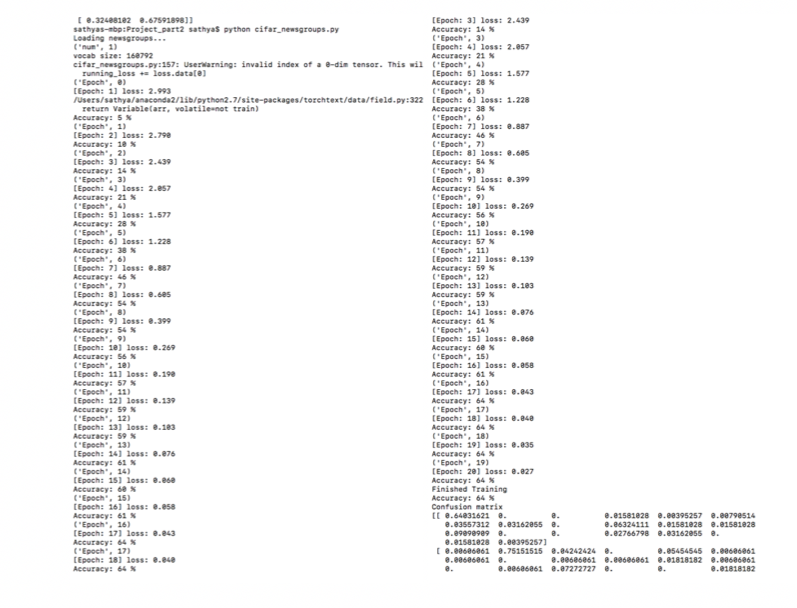 [ 0.32408102  0.67591898]]
sathyas-mbp:Project_part2 sathya$ python cifar_newsgroups.py
Loading newsgroups...
('num', 1)
vocab size: 160792
cifar_newsgroups.py:157: UserWarning: invalid index of a 0-dim tensor. This wil
  running_loss += loss.data[0]
('Epoch', 0)
[Epoch: 1] loss: 2.993
/Users/sathya/anaconda2/lib/python2.7/site-packages/torchtext/data/field.py:322
  return Variable(arr, volatile=not train)
Accuracy: 5 %
('Epoch', 1)
[Epoch: 2] loss: 2.790
Accuracy: 10 %
('Epoch', 2)
[Epoch: 3] loss: 2.439
Accuracy: 14 %
('Epoch', 3)
[Epoch: 4] loss: 2.057
Accuracy: 21 %
('Epoch', 4)
[Epoch: 5] loss: 1.577
Accuracy: 28 %
('Epoch', 5)
[Epoch: 6] loss: 1.228
Accuracy: 38 %
('Epoch', 6)
[Epoch: 7] loss: 0.887
Accuracy: 46 %
('Epoch', 7)
[Epoch: 8] loss: 0.605
Accuracy: 54 %
('Epoch', 8)
[Epoch: 9] loss: 0.399
Accuracy: 54 %
('Epoch', 9)
[Epoch: 10] loss: 0.269
Accuracy: 56 %
('Epoch', 10)
[Epoch: 11] loss: 0.190
Accuracy: 57 %
('Epoch', 11)
[Epoch: 12] loss: 0.139
Accuracy: 59 %
('Epoch', 12)
[Epoch: 13] loss: 0.103
Accuracy: 59 %
('Epoch', 13)
[Epoch: 14] loss: 0.076
Accuracy: 61 %
('Epoch', 14)
[Epoch: 15] loss: 0.060
Accuracy: 60 %
('Epoch', 15)
[Epoch: 16] loss: 0.058
Accuracy: 61 %
('Epoch', 16)
[Epoch: 17] loss: 0.043
Accuracy: 64 %
('Epoch', 17)
[Epoch: 18] loss: 0.040
Accuracy: 64 %
[Epoch: 3] loss: 2.439
Accuracy: 14 %
('Epoch', 3)
[Epoch: 4] loss: 2.057
Accuracy: 21 %
('Epoch', 4)
[Epoch: 5] loss: 1.577
Accuracy: 28 %
('Epoch', 5)
[Epoch: 6] loss: 1.228
Accuracy: 38 %
('Epoch', 6)
[Epoch: 7] loss: 0.887
Accuracy: 46 %
('Epoch', 7)
[Epoch: 8] loss: 0.605
Accuracy: 54 %
('Epoch', 8)
[Epoch: 9] loss: 0.399
Accuracy: 54 %
('Epoch', 9)
[Epoch: 10] loss: 0.269
Accuracy: 56 %
('Epoch', 10)
[Epoch: 11] loss: 0.190
Accuracy: 57 %
('Epoch', 11)
[Epoch: 12] loss: 0.139
Accuracy: 59 %
('Epoch', 12)
[Epoch: 13] loss: 0.103
Accuracy: 59 %
('Epoch', 13)
[Epoch: 14] loss: 0.076
Accuracy: 61 %
('Epoch', 14)
[Epoch: 15] loss: 0.060
Accuracy: 60 %
('Epoch', 15)
[Epoch: 16] loss: 0.058
Accuracy: 61 %
('Epoch', 16)
[Epoch: 17] loss: 0.043
Accuracy: 64 %
('Epoch', 17)
[Epoch: 18] loss: 0.040
Accuracy: 64 %
('Epoch', 18)
[Epoch: 19] loss: 0.035
Accuracy: 64 %
('Epoch', 19)
[Epoch: 20] loss: 0.027
Accuracy: 64 %
Finished Training
Accuracy: 64 %
Confusion matrix
[[ 0.64031621  0.          0.          0.01581028  0.00395257  0.00790514
   0.03557312  0.03162055  0.          0.06324111  0.01581028  0.01581028
   0.09090909  0.          0.          0.02766798  0.03162055  0.
   0.01581028  0.00395257]
 [ 0.00606061  0.75151515  0.04242424  0.          0.05454545  0.00606061
   0.00606061  0.          0.00606061  0.00606061  0.01818182  0.00606061
   0.          0.00606061  0.07272727  0.          0.          0.01818182